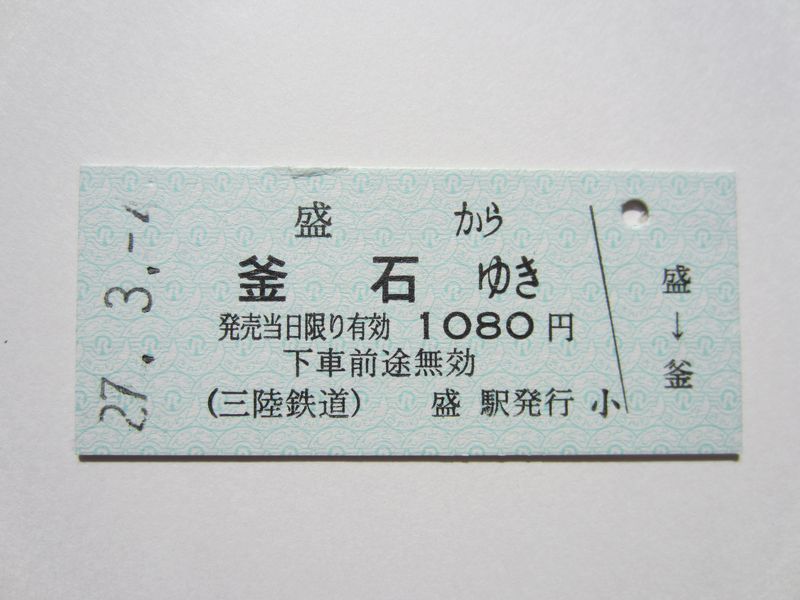 盛 から
釜 石 ゆき
発売当日限り有効 1080円
下車前途無効
(三陸鉄道) 盛 駅発行 小
盛
↓
釜
27. 3.